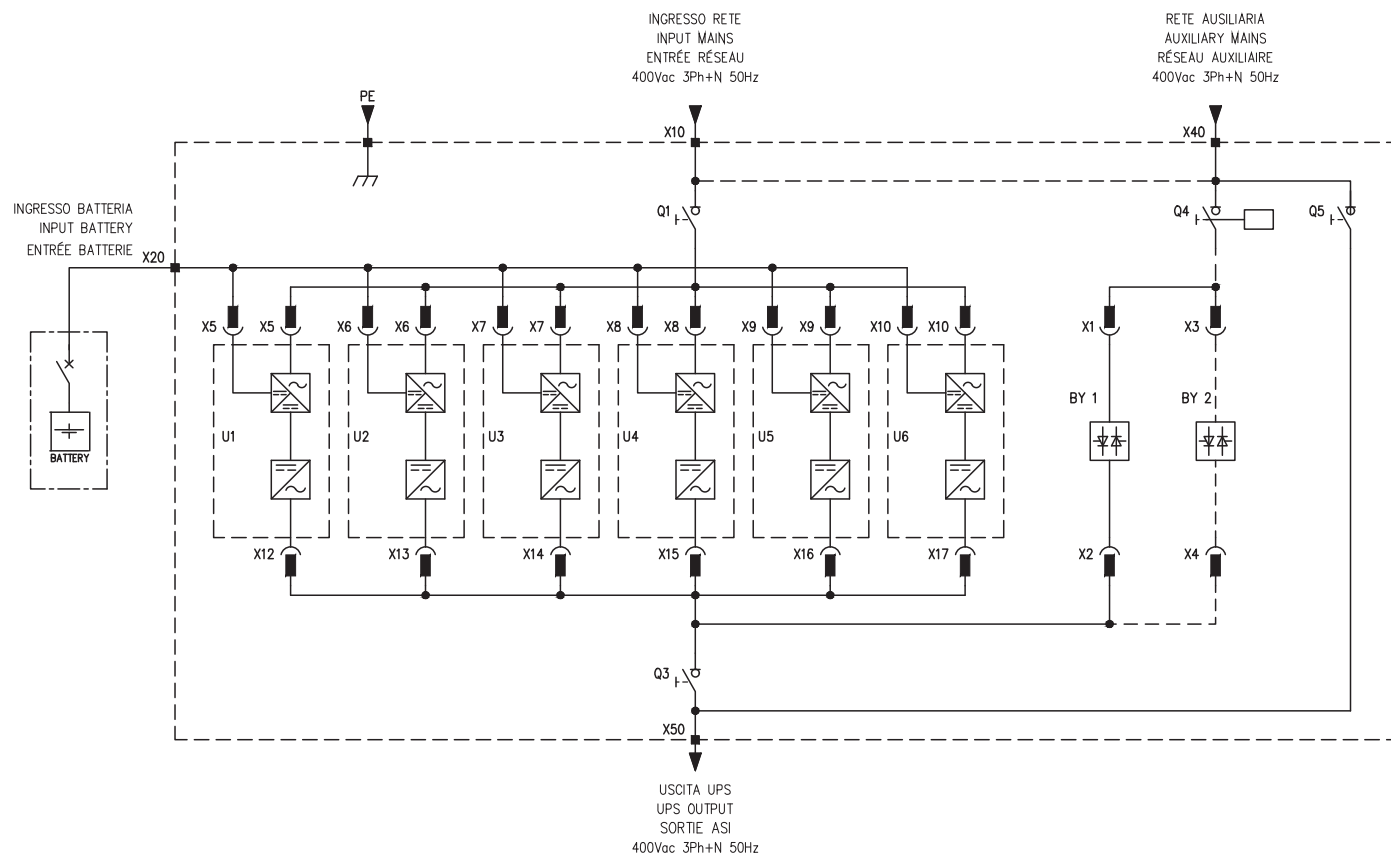 INGRESSO RETE
INPUT MAINS
ENTRÉE RÉSEAU
400Vac 3Ph+N 50Hz
RETE AUSILIARIA
AUXILIARY MAINS
RÉSEAU AUXILIAIRE
400Vac 3Ph+N 50Hz
PE
X10
X40
INGRESSO BATTERIA
INPUT BATTERY
ENTRÉE BATTERIE
X20
Q1
Q4
Q5
X5 X5 X6 X6 X7 X7 X8 X8 X9 X9 X10 X10 X1 X3
BY 1 BY 2
U1 U2 U3 U4 U5 U6
BATTERY
X12 X13 X14 X15 X16 X17 X2 X4
Q3
X50
USCITA UPS
UPS OUTPUT
SORTIE ASI
400Vac 3Ph+N 50Hz